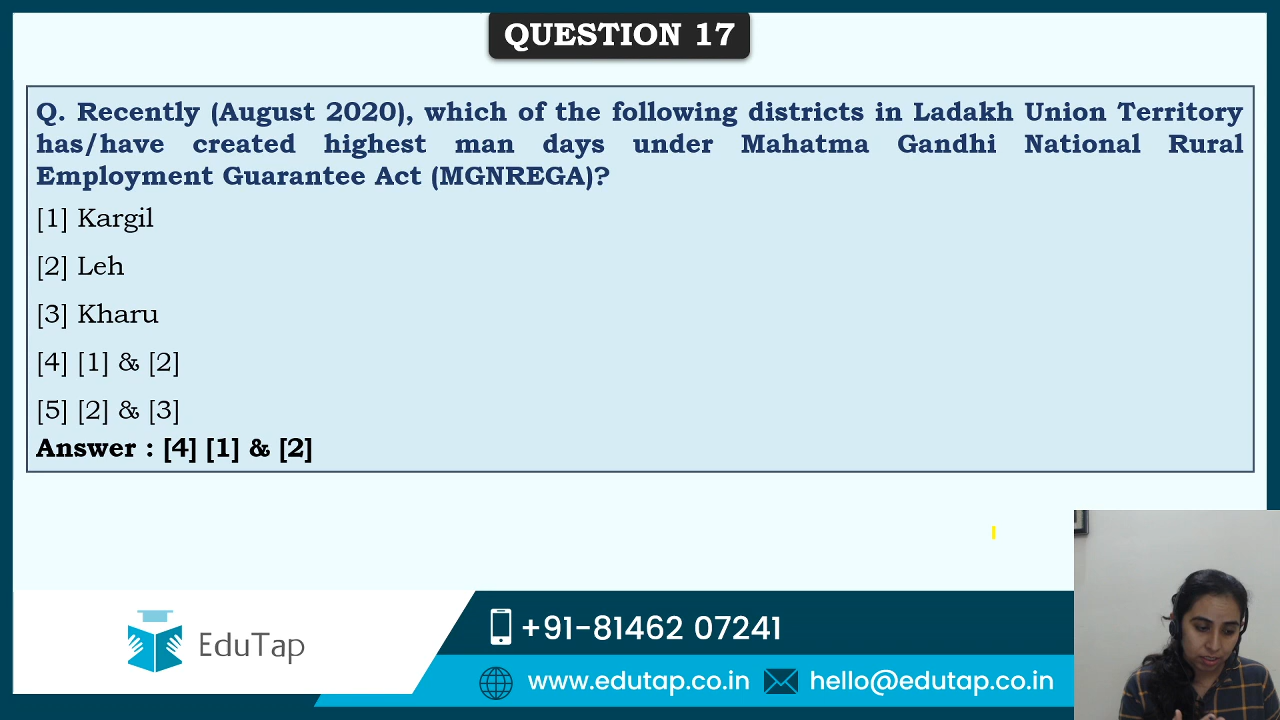 QUESTION 17
Q. Recently (August 2020), which of the following districts in Ladakh Union Territory
has/have created highest man days under Mahatma Gandhi National Rural
Employment Guarantee Act (MGNREGA)?
[1] Kargil
[2] Leh
[3] Kharu
[4] [1] & [2]
[5] [2] & [3]
Answer : [4] [1] & [2]
EduTap
+91-81462 07241
www.edutap.co.in
hello@edutap.co.in